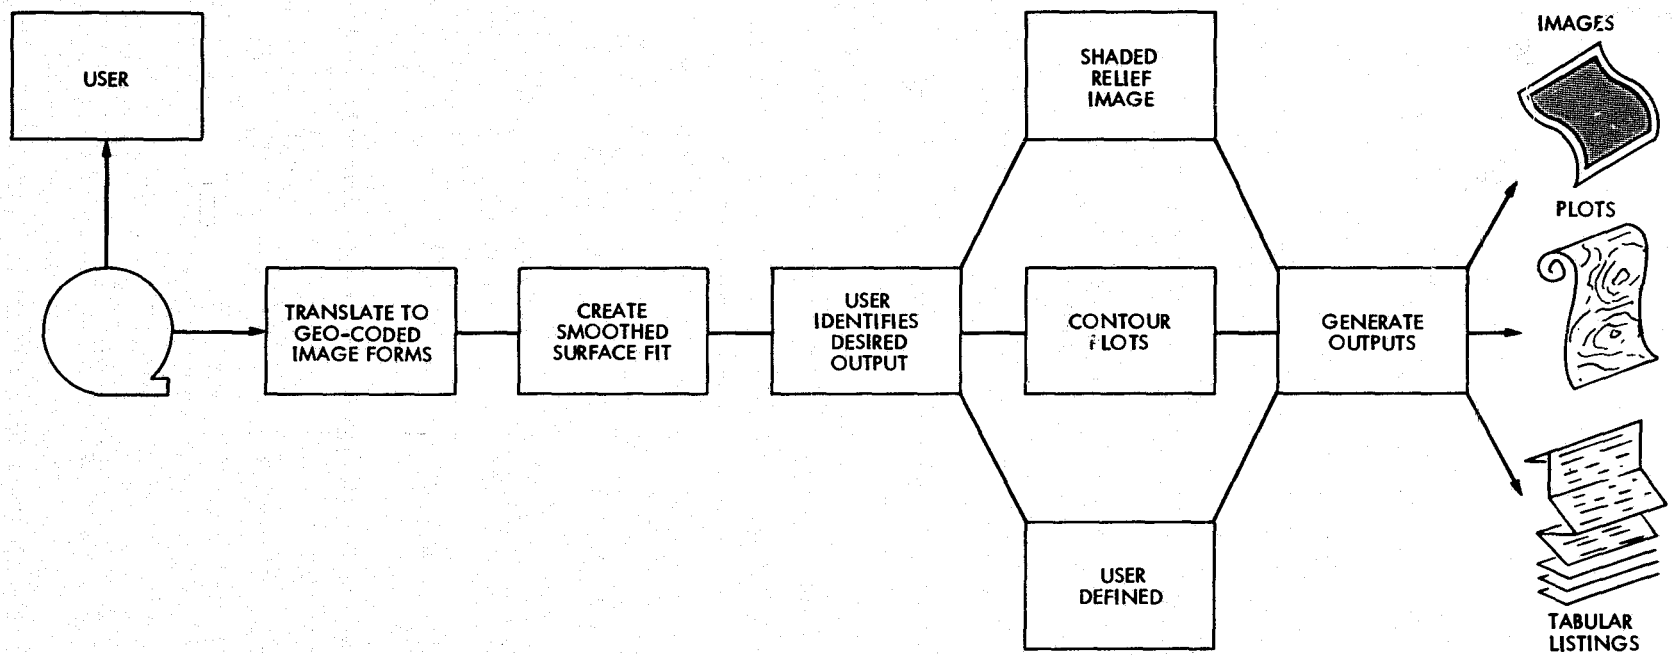 USER
TRANSLATE TO
GEO-CODED
IMAGE FORMS
CREATE
SMOOTHED
SURFACE FIT
USER
IDENTIFIES
DESIRED
OUTPUT
SHADED
RELIEF
IMAGE
CONTOUR
PLOTS
USER
DEFINED
GENERATE
OUTPUTS
IMAGES
PLOTS
TABULAR
LISTINGS